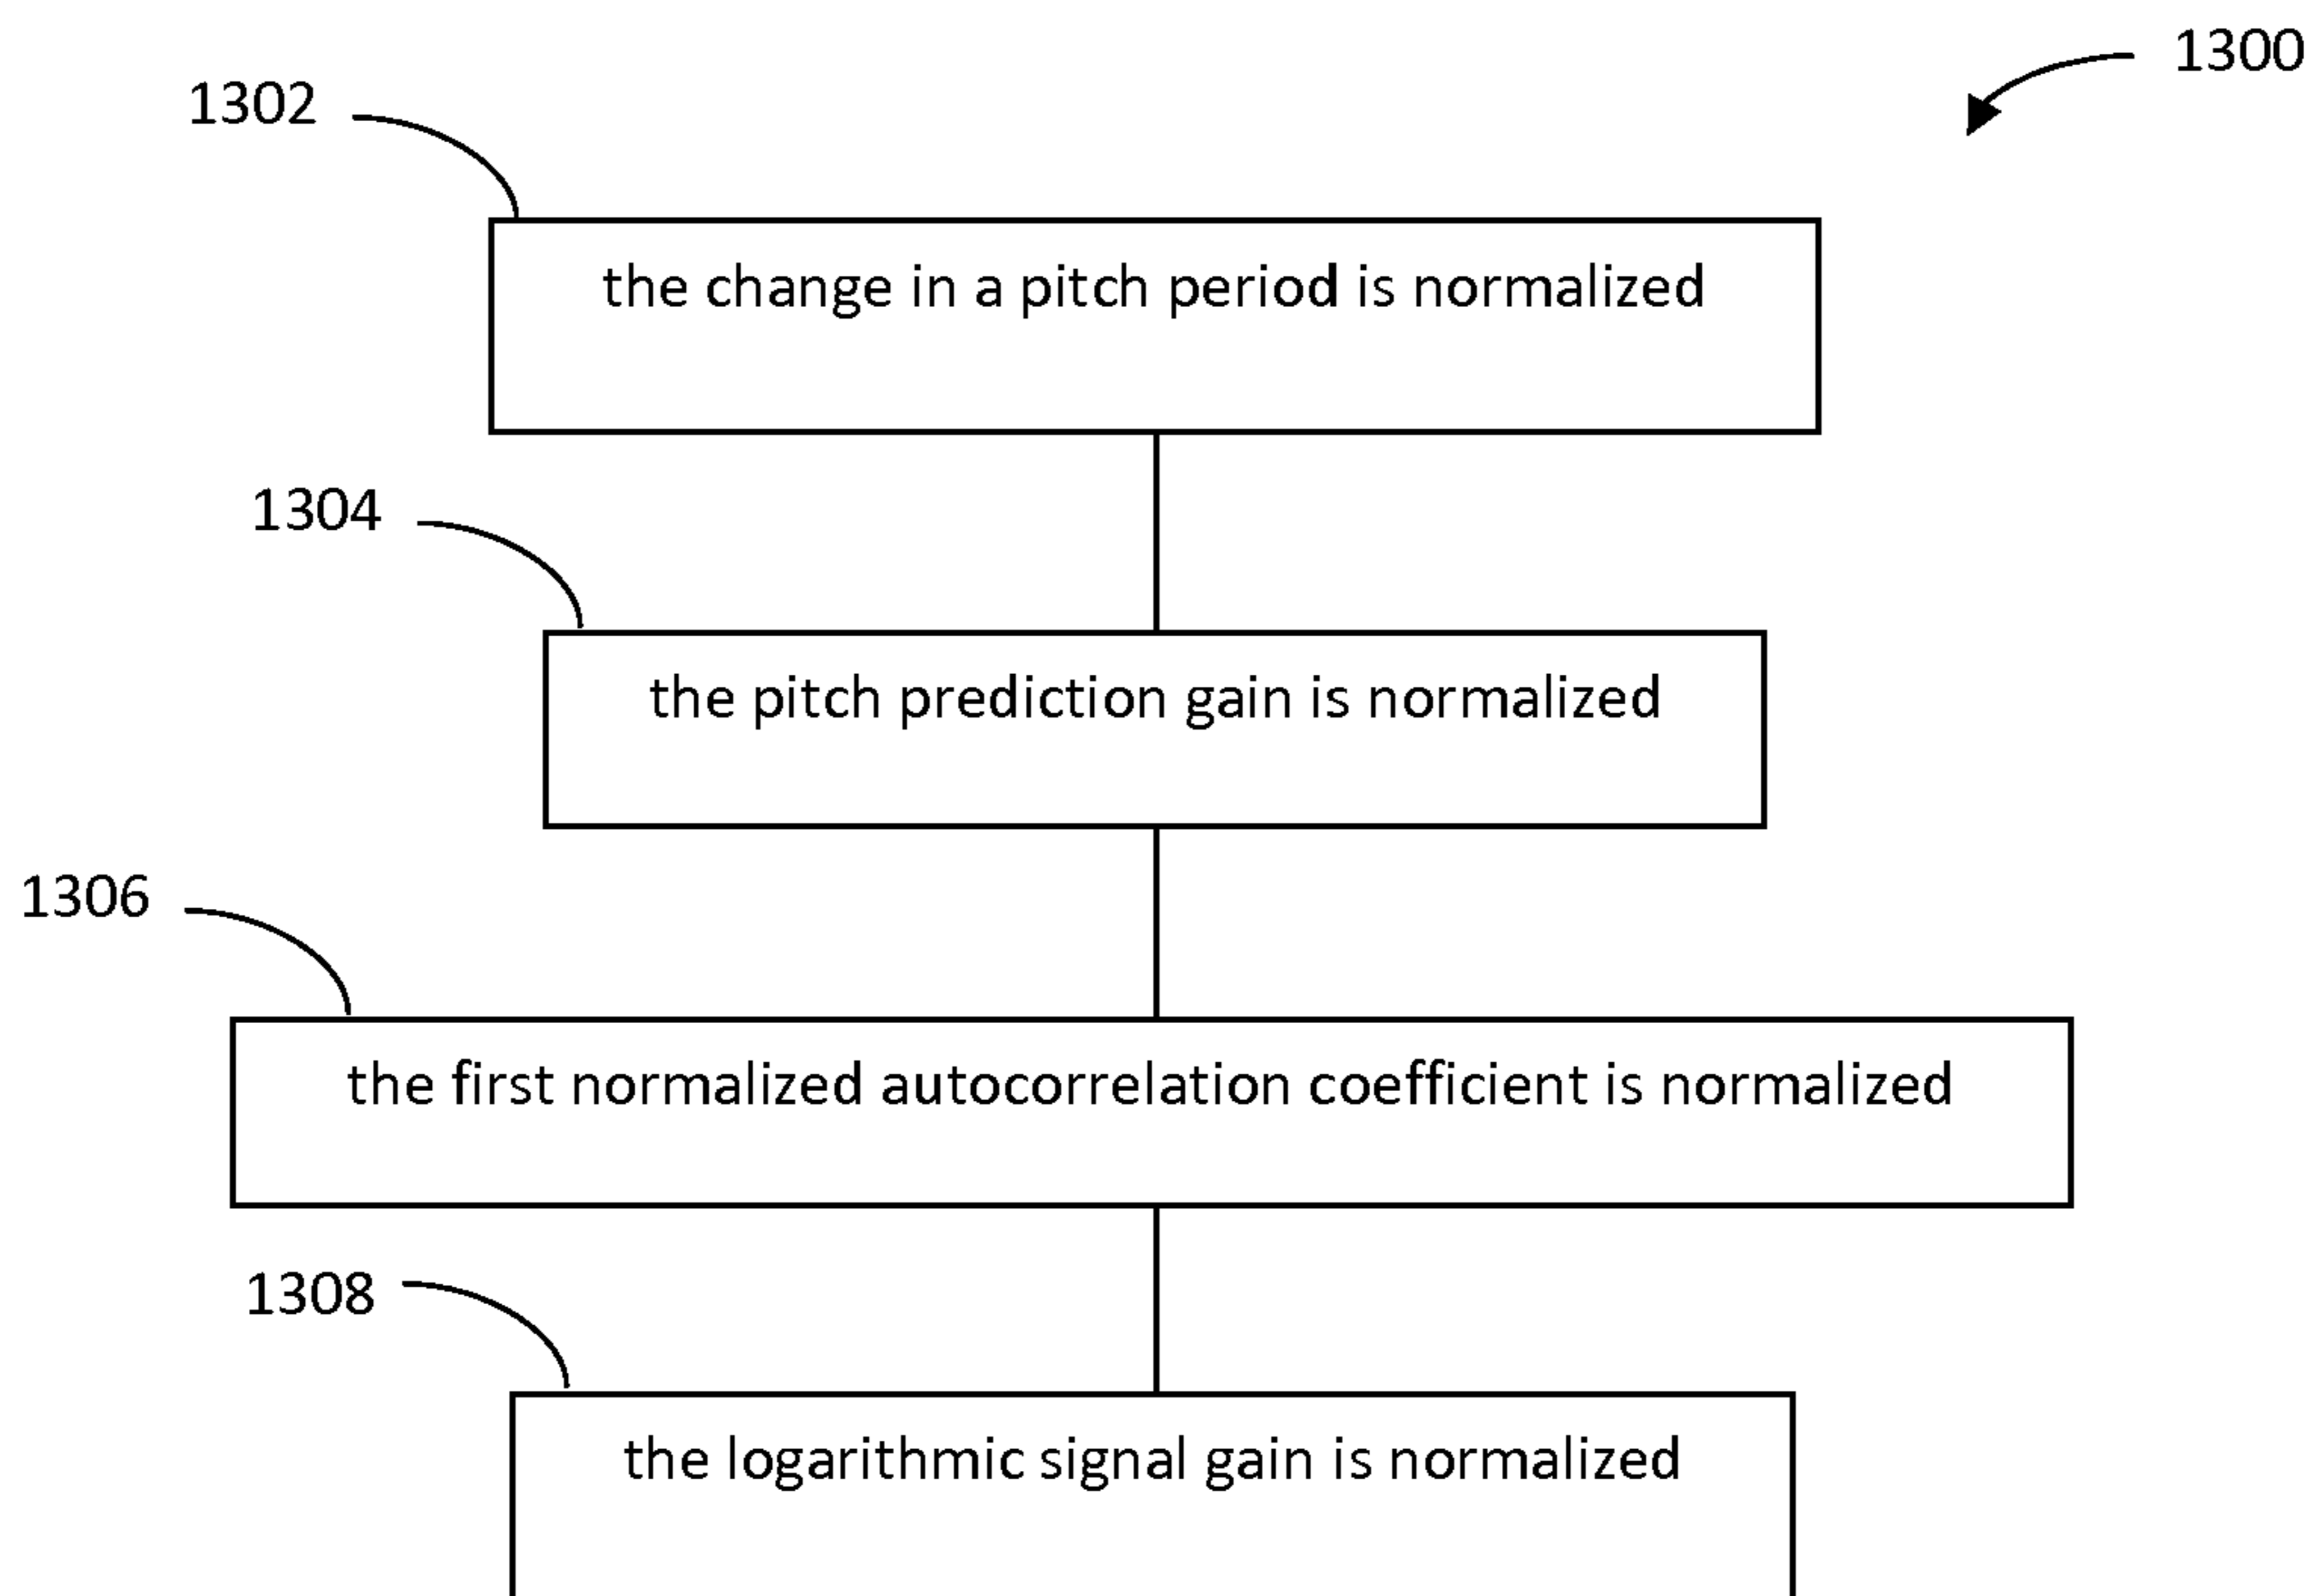 1300
1302
the change in a pitch period is normalized
1304
the pitch prediction gain is normalized
1306
the first normalized autocorrelation coefficient is normalized
1308
the logarithmic signal gain is normalized